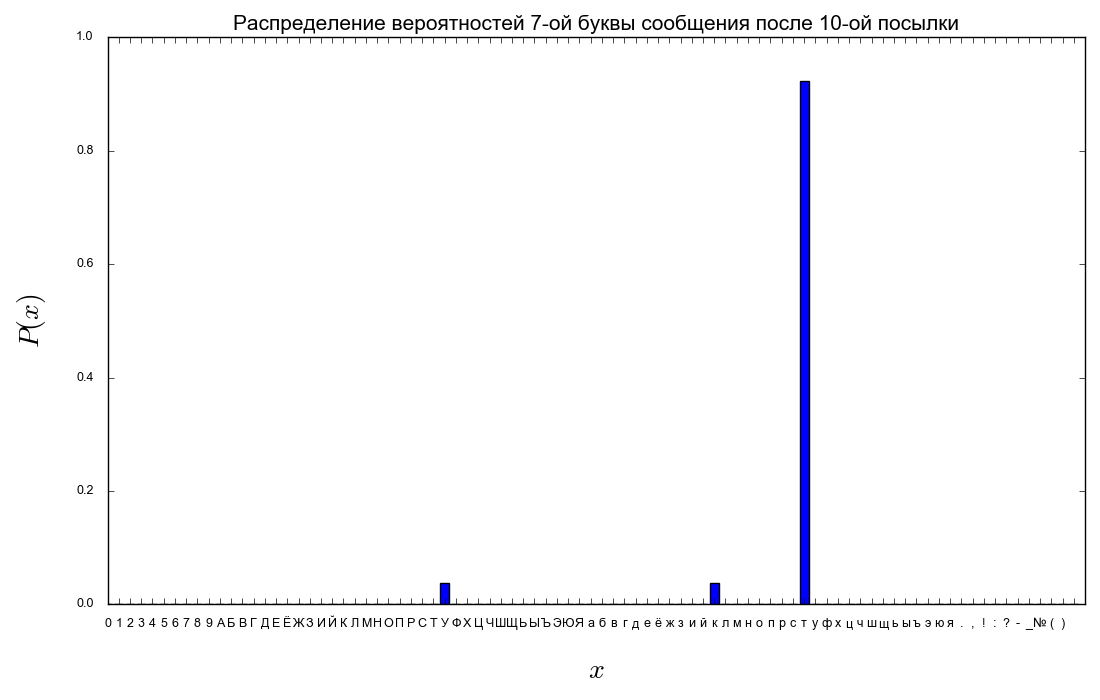 Распределение вероятностей 7-ой буквы сообщения после 10-ой посылки
1.0
0.8
0.6
0.4
0.2
0.0
P(x)
0 1 2 3 4 5 6 7 8 9 А Б В Г Д Е Ё Ж З И Й К Л М Н О П Р С Т У Ф Х Ц Ч Ш Щ Ь Ы Ъ Э Ю Я а б в г д е ё ж з и й к л м н о п р с т у ф х ц ч ш щ ь ы ъ э ю я . , ! : ? - _ № ( )
x